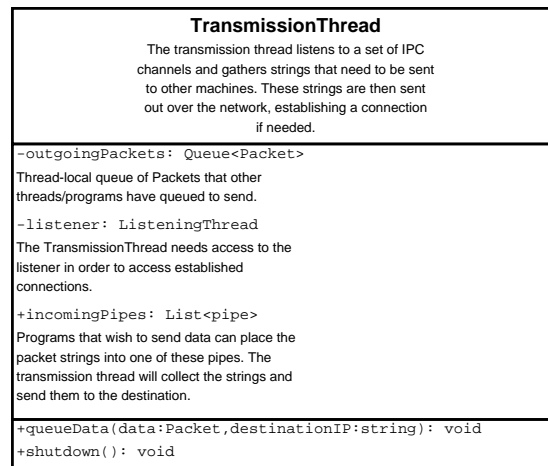 TransmissionThread
The transmission thread listens to a set of IPC
channels and gathers strings that need to be sent
to other machines. These strings are then sent
out over the network, establishing a connection
if needed.
-outgoingPackets: Queue<Packet>
Thread-local queue of Packets that other
threads/programs have queued to send.
-listener: ListeningThread
The TransmissionThread needs access to the
listener in order to access established
connections.
+incomingPipes: List<pipe>
Programs that wish to send data can place the
packet strings into one of these pipes. The
transmission thread will collect the strings and
send them to the destination.
+queueData(data:Packet,destinationIP:string): void
+shutdown(): void